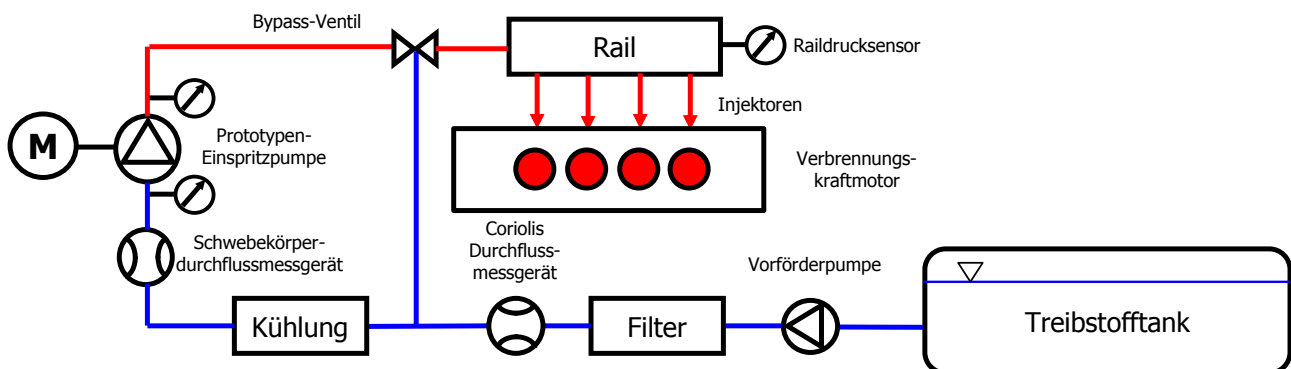 Bypass-Ventil
Rail
Raildrucksensor
Injektoren
M
Prototypen-
Einspritzpumpe
Verbrennungs-
kraftmotor
Schwebekörper-
durchflussmessgerät
Coriolis
Durchfluss-
messgerät
Vorförderpumpe
Kühlung
Filter
Treibstofftank